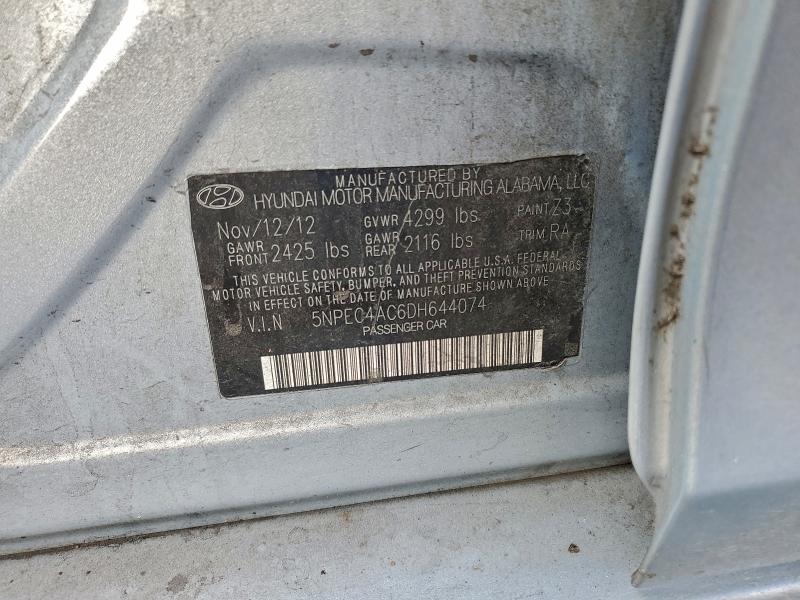 MANUFACTURED BY
HYUNDAI MOTOR MANUFACTURING ALABAMA, LLC
Nov/12/12 GVWR 4299 lbs. PAINT Z3
GAWR FRONT 2425 lbs GAWR REAR 2116 lbs TRIM RA
THIS VEHICLE CONFORMS TO ALL APPLICABLE U.S.A. FEDERAL
MOTOR VEHICLE SAFETY, BUMPER, AND THEFT PREVENTION STANDARDS
IN EFFECT ON THE DATE OF MANUFACTURE SHOWN ABOVE
V.I.N 5NPEC4AC6DH644074
PASSENGER CAR